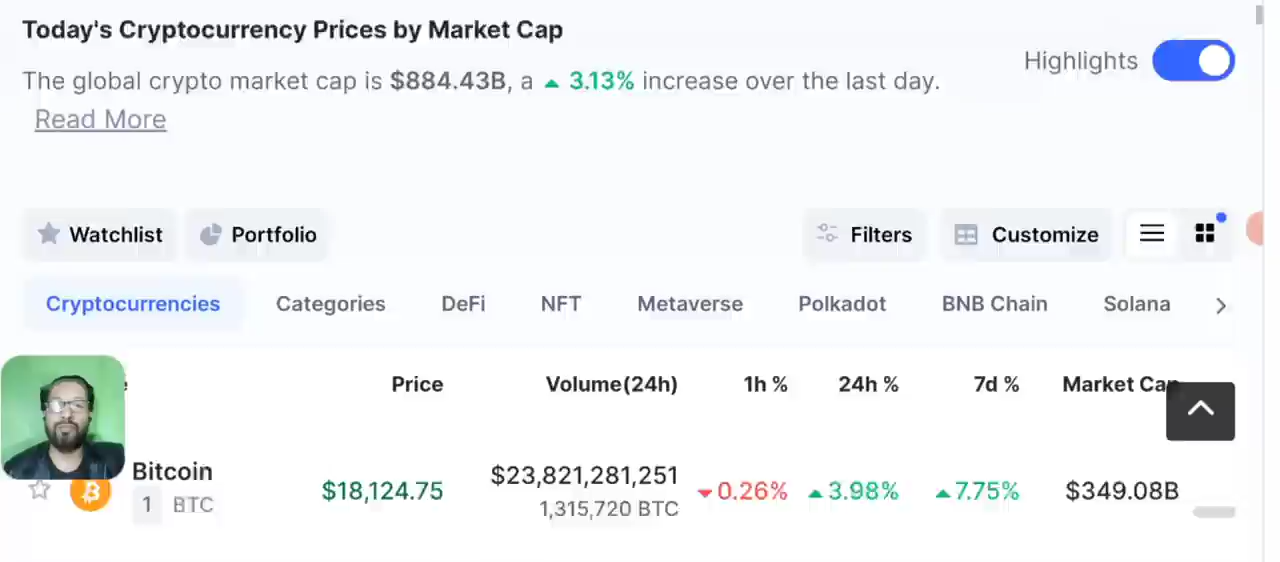 Today's Cryptocurrency Prices by Market Cap
The global crypto market cap is $884.43B, a ▲ 3.13% increase over the last day.
Read More
Highlights
Watchlist Portfolio Filters Customize
Cryptocurrencies Categories DeFi NFT Metaverse Polkadot BNB Chain Solana
Price Volume(24h) 1h % 24h % 7d % Market Cap
Bitcoin $18,124.75 $23,821,281,251 ▼0.26% ▲3.98% ▲7.75% $349.08B
1 BTC 1,315,720 BTC